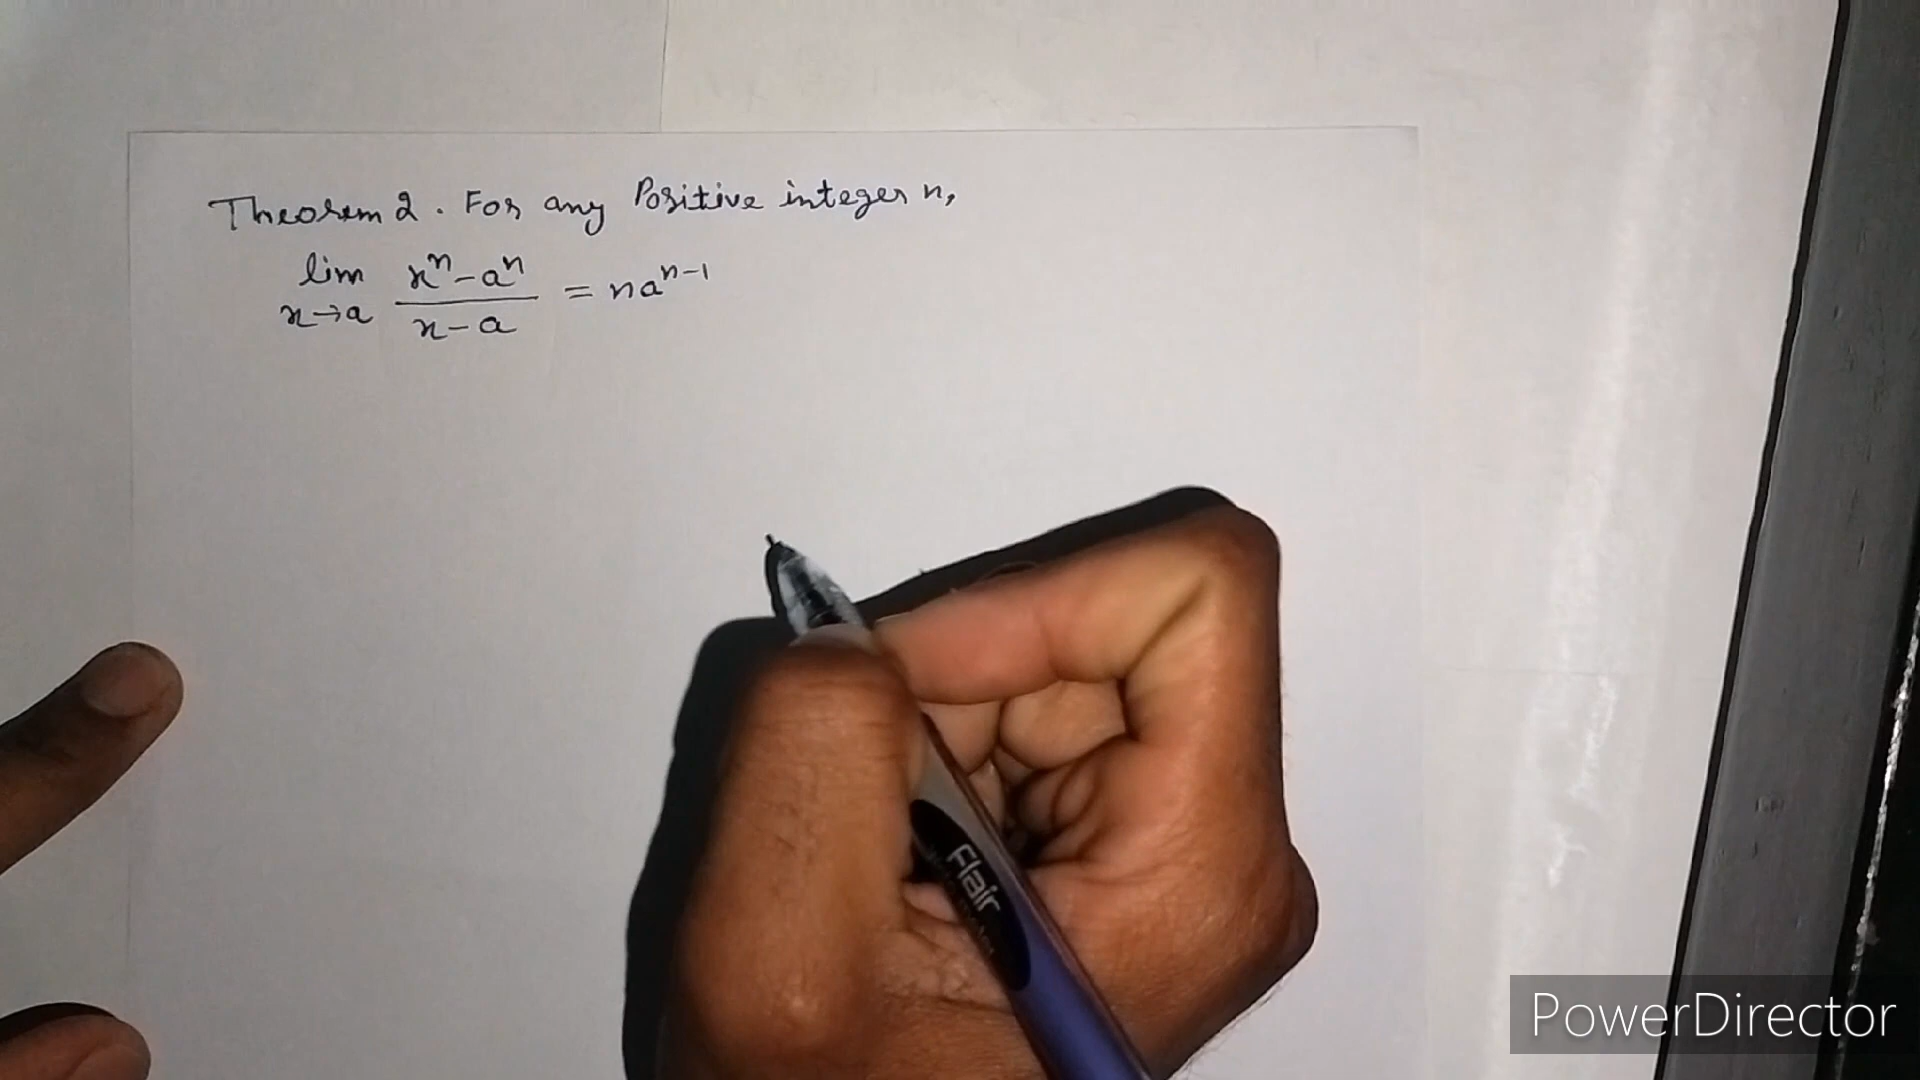 Theorem 2. For any Positive integer n,
lim x→a (xⁿ-aⁿ)/(x-a) = naⁿ⁻¹
Flair
PowerDirector